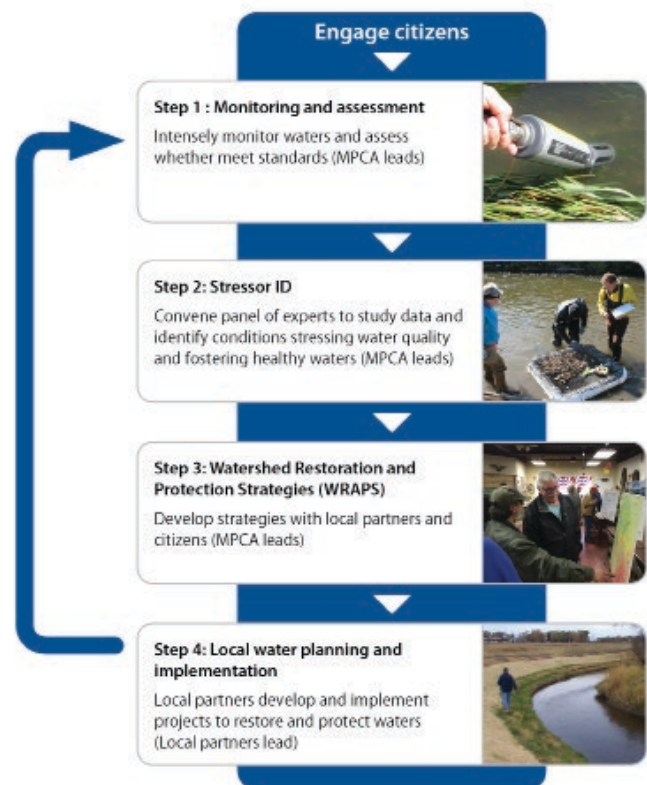 Engage citizens
Step 1 : Monitoring and assessment
Intensely monitor waters and assess
whether meet standards (MPCA leads)
Step 2: Stressor ID
Convene panel of experts to study data and
identify conditions stressing water quality
and fostering healthy waters (MPCA leads)
Step 3: Watershed Restoration and
Protection Strategies (WRAPS)
Develop strategies with local partners and
citizens (MPCA leads)
Step 4: Local water planning and
implementation
Local partners develop and implement
projects to restore and protect waters
(Local partners lead)